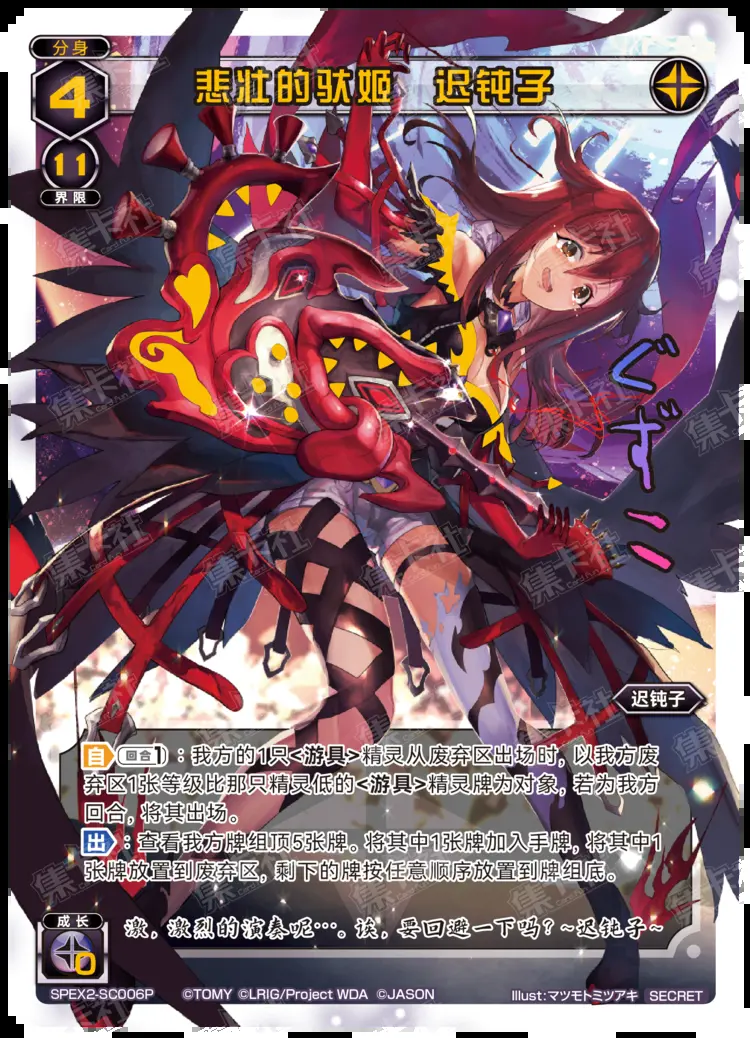 分身
4
悲壮的驮姬 迟钝子
11
界限
ぐずこ
迟钝子
自 回合1：我方的1只<游具>精灵从废弃区出场时，以我方废
弃区1张等级比那只精灵低的<游具>精灵牌为对象，若为我方
回合，将其出场。
出：查看我方牌组顶5张牌。将其中1张牌加入手牌，将其中1
张牌放置到废弃区，剩下的牌按任意顺序放置到牌组底。
成长
0
激，激烈的演奏呢…。诶，要回避一下吗？~迟钝子~
SPEX2-SC006P ©TOMY ©LRIG/Project WDA ©JASON Illust:マツモトミツアキ SECRET
集卡社